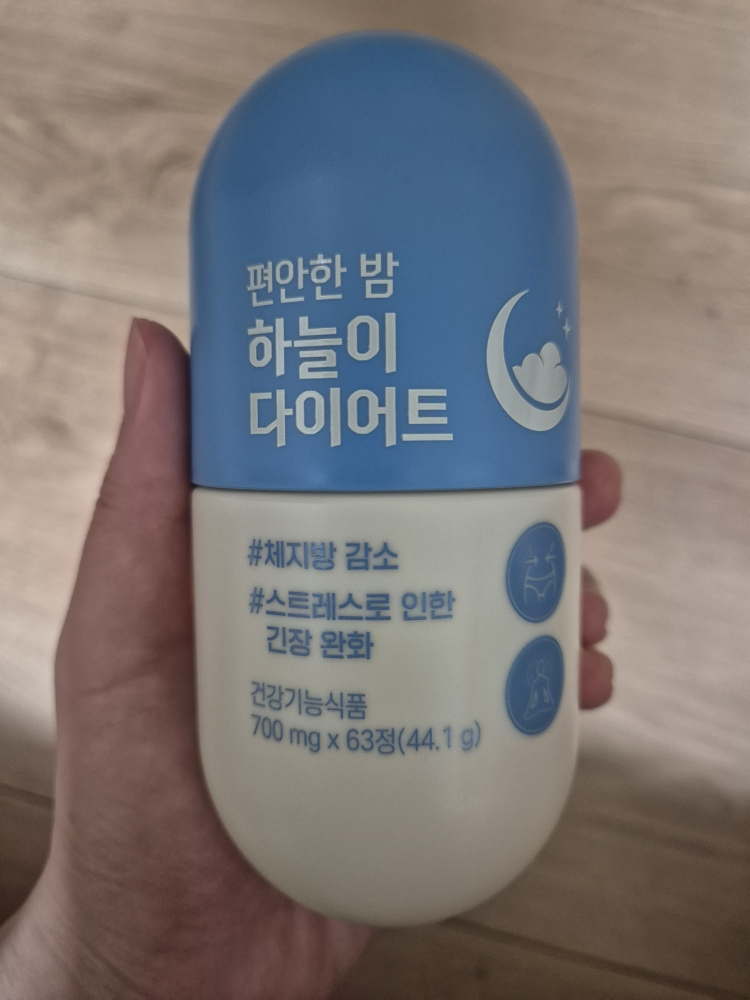 편안한 밤
하늘이
다이어트
#체지방 감소
#스트레스로 인한
긴장 완화
건강기능식품
700 mg x 63정(44.1 g)